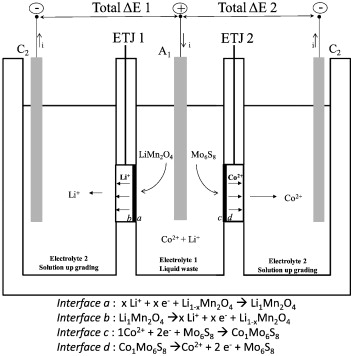 Total ΔE 1 Total ΔE 2
- + -
ETJ 1 ETJ 2
C₂ i A₁ i C₂ i
LiMn₂O₄ Mo₆S₈
Li⁺ Co²⁺
Li⁺ b a c d Co²⁺
Co²⁺ + Li⁺
Electrolyte 2 Electrolyte 1 Electrolyte 2
Solution up grading Liquid waste Solution up grading
Interface a : x Li⁺ + x e⁻ + Li₁₋ₓMn₂O₄ → Li₁Mn₂O₄
Interface b : Li₁Mn₂O₄ → x Li⁺ + x e⁻ + Li₁₋ₓMn₂O₄
Interface c : 1Co²⁺ + 2e⁻ + Mo₆S₈ → Co₁Mo₆S₈
Interface d : Co₁Mo₆S₈ → Co²⁺ + 2 e⁻ + Mo₆S₈